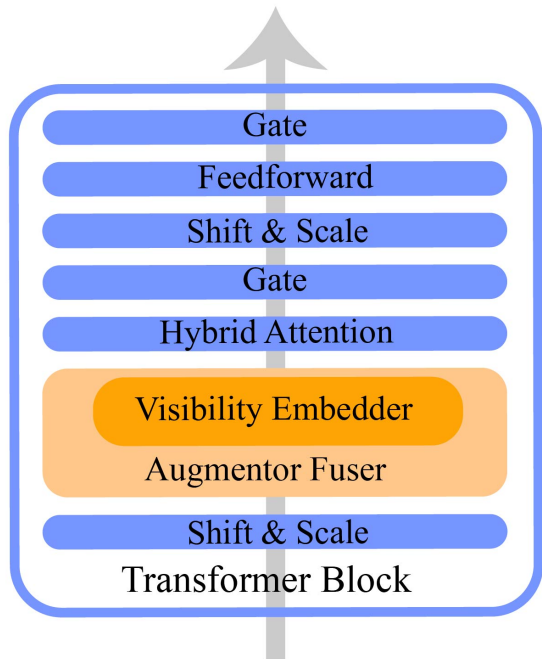 Gate
Feedforward
Shift & Scale
Gate
Hybrid Attention
Visibility Embedder
Augmentor Fuser
Shift & Scale
Transformer Block